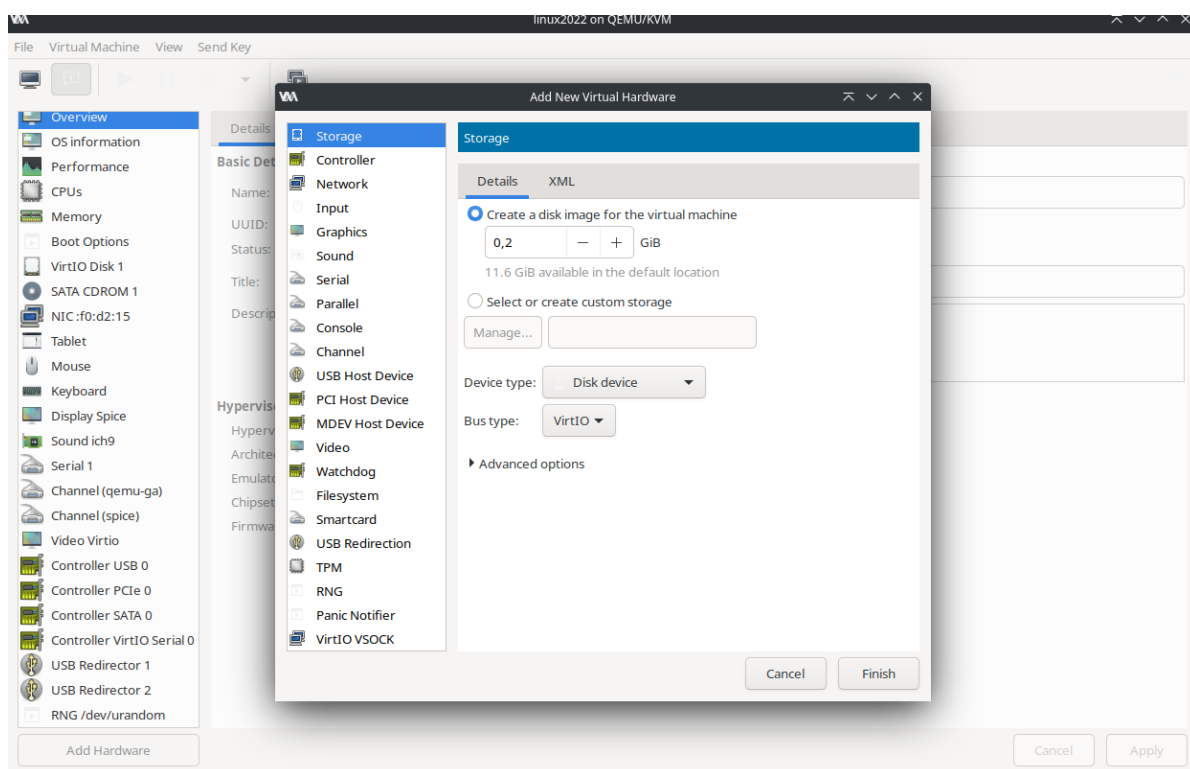 linux2022 on QEMU/KVM
File Virtual Machine View Send Key
Overview
OS information
Performance
CPUs
Memory
Boot Options
VirtIO Disk 1
SATA CDROM 1
NIC :f0:d2:15
Tablet
Mouse
Keyboard
Display Spice
Sound ich9
Serial 1
Channel (qemu-ga)
Channel (spice)
Video Virtio
Controller USB 0
Controller PCIe 0
Controller SATA 0
Controller VirtIO Serial 0
USB Redirector 1
USB Redirector 2
RNG /dev/urandom
Add Hardware
Details
Basic Det
Name:
UUID:
Status:
Title:
Descrip
Hypervis
Hyperv
Archite
Emulato
Chipset
Firmwa
Add New Virtual Hardware
Storage
Controller
Network
Input
Graphics
Sound
Serial
Parallel
Console
Channel
USB Host Device
PCI Host Device
MDEV Host Device
Video
Watchdog
Filesystem
Smartcard
USB Redirection
TPM
RNG
Panic Notifier
VirtIO VSOCK
Storage
Details XML
Create a disk image for the virtual machine
0,2 − + GiB
11.6 GiB available in the default location
Select or create custom storage
Manage...
Device type: Disk device
Bus type: VirtIO
Advanced options
Cancel Finish
Cancel Apply